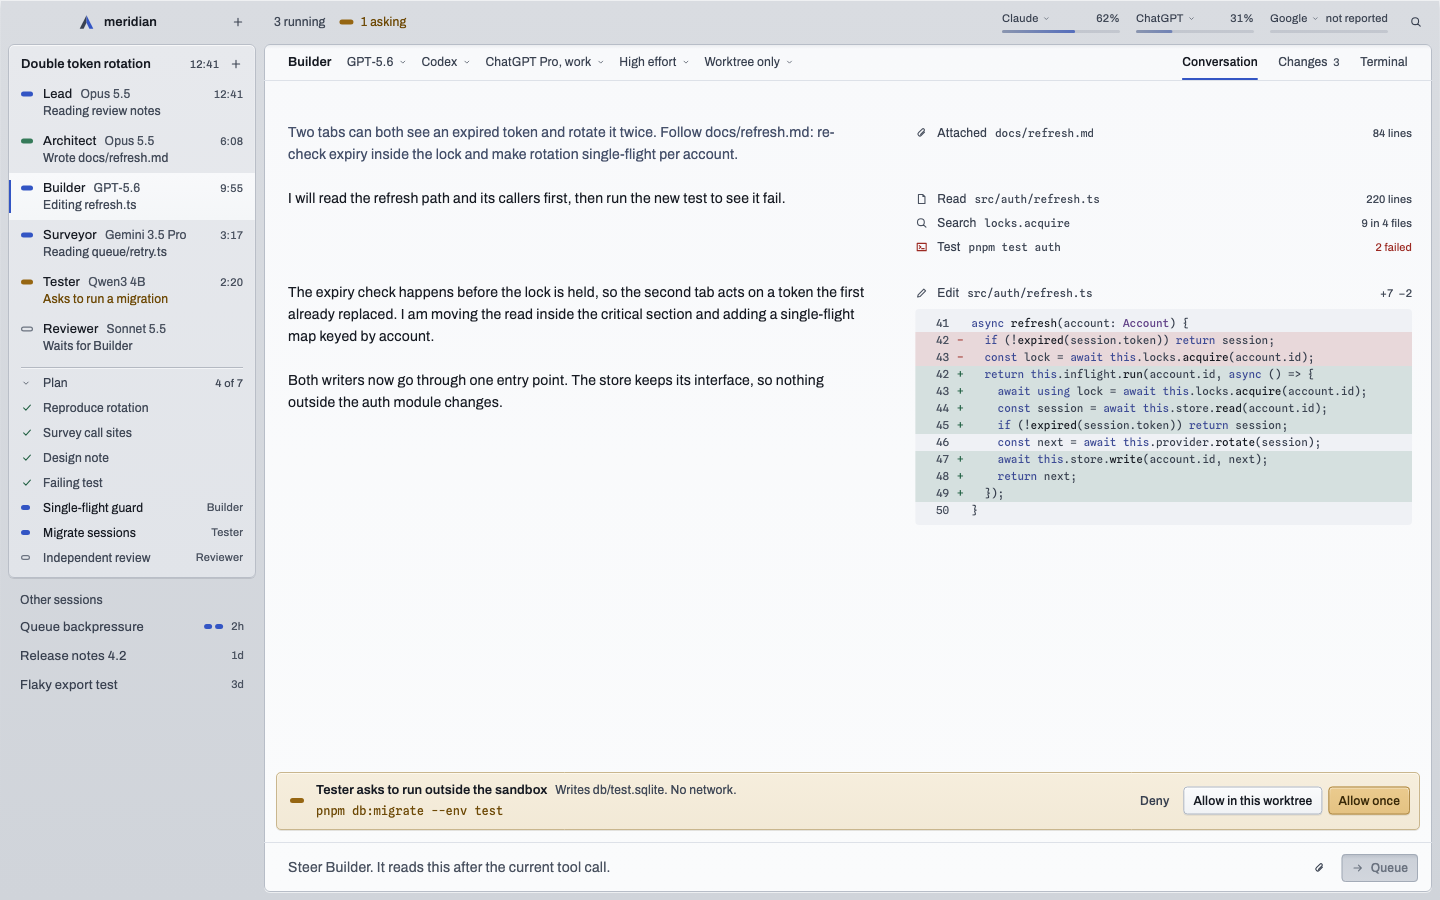 meridian
3 running 1 asking
Claude 62% ChatGPT 31% Google not reported
Double token rotation 12:41
Lead Opus 5.5 12:41
Reading review notes
Architect Opus 5.5 6:08
Wrote docs/refresh.md
Builder GPT-5.6 9:55
Editing refresh.ts
Surveyor Gemini 3.5 Pro 3:17
Reading queue/retry.ts
Tester Qwen3 4B 2:20
Asks to run a migration
Reviewer Sonnet 5.5
Waits for Builder
Plan 4 of 7
Reproduce rotation
Survey call sites
Design note
Failing test
Single-flight guard Builder
Migrate sessions Tester
Independent review Reviewer
Other sessions
Queue backpressure 2h
Release notes 4.2 1d
Flaky export test 3d
Builder GPT-5.6 Codex ChatGPT Pro, work High effort Worktree only
Conversation Changes 3 Terminal
Two tabs can both see an expired token and rotate it twice. Follow docs/refresh.md: re-
check expiry inside the lock and make rotation single-flight per account.
Attached docs/refresh.md 84 lines
I will read the refresh path and its callers first, then run the new test to see it fail.
Read src/auth/refresh.ts 220 lines
Search locks.acquire 9 in 4 files
Test pnpm test auth 2 failed
The expiry check happens before the lock is held, so the second tab acts on a token the first
already replaced. I am moving the read inside the critical section and adding a single-flight
map keyed by account.
Both writers now go through one entry point. The store keeps its interface, so nothing
outside the auth module changes.
Edit src/auth/refresh.ts +7 −2
41 async refresh(account: Account) {
42 − if (!expired(session.token)) return session;
43 − const lock = await this.locks.acquire(account.id);
42 + return this.inflight.run(account.id, async () => {
43 + await using lock = await this.locks.acquire(account.id);
44 + const session = await this.store.read(account.id);
45 + if (!expired(session.token)) return session;
46 const next = await this.provider.rotate(session);
47 + await this.store.write(account.id, next);
48 + return next;
49 + });
50 }
Tester asks to run outside the sandbox Writes db/test.sqlite. No network.
pnpm db:migrate --env test
Deny Allow in this worktree Allow once
Steer Builder. It reads this after the current tool call.
Queue